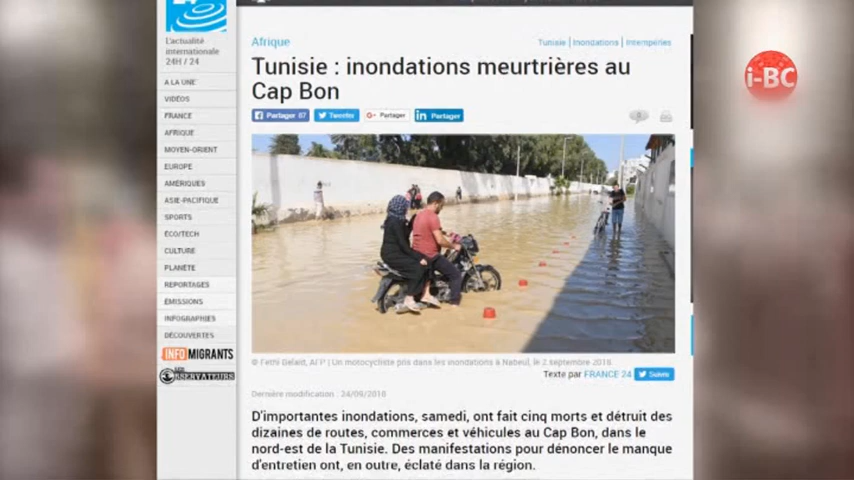 L'actualité
internationale
24H / 24
A LA UNE
VIDÉOS
FRANCE
AFRIQUE
MOYEN-ORIENT
EUROPE
AMÉRIQUES
ASIE-PACIFIQUE
SPORTS
ÉCO/TECH
CULTURE
PLANÈTE
REPORTAGES
ÉMISSIONS
INFOGRAPHIES
DÉCOUVERTES
INFOMIGRANTS
LES OBSERVATEURS
Afrique
Tunisie | Inondations | Intempéries
Tunisie : inondations meurtrières au
Cap Bon
Partager 87 Tweeter Partager Partager
i-BC
© Fethi Belaid, AFP | Un motocycliste pris dans les inondations à Nabeul, le 2 septembre 2018.
Texte par FRANCE 24 Suivre
Dernière modification : 24/09/2018
D'importantes inondations, samedi, ont fait cinq morts et détruit des
dizaines de routes, commerces et véhicules au Cap Bon, dans le
nord-est de la Tunisie. Des manifestations pour dénoncer le manque
d'entretien ont, en outre, éclaté dans la région.